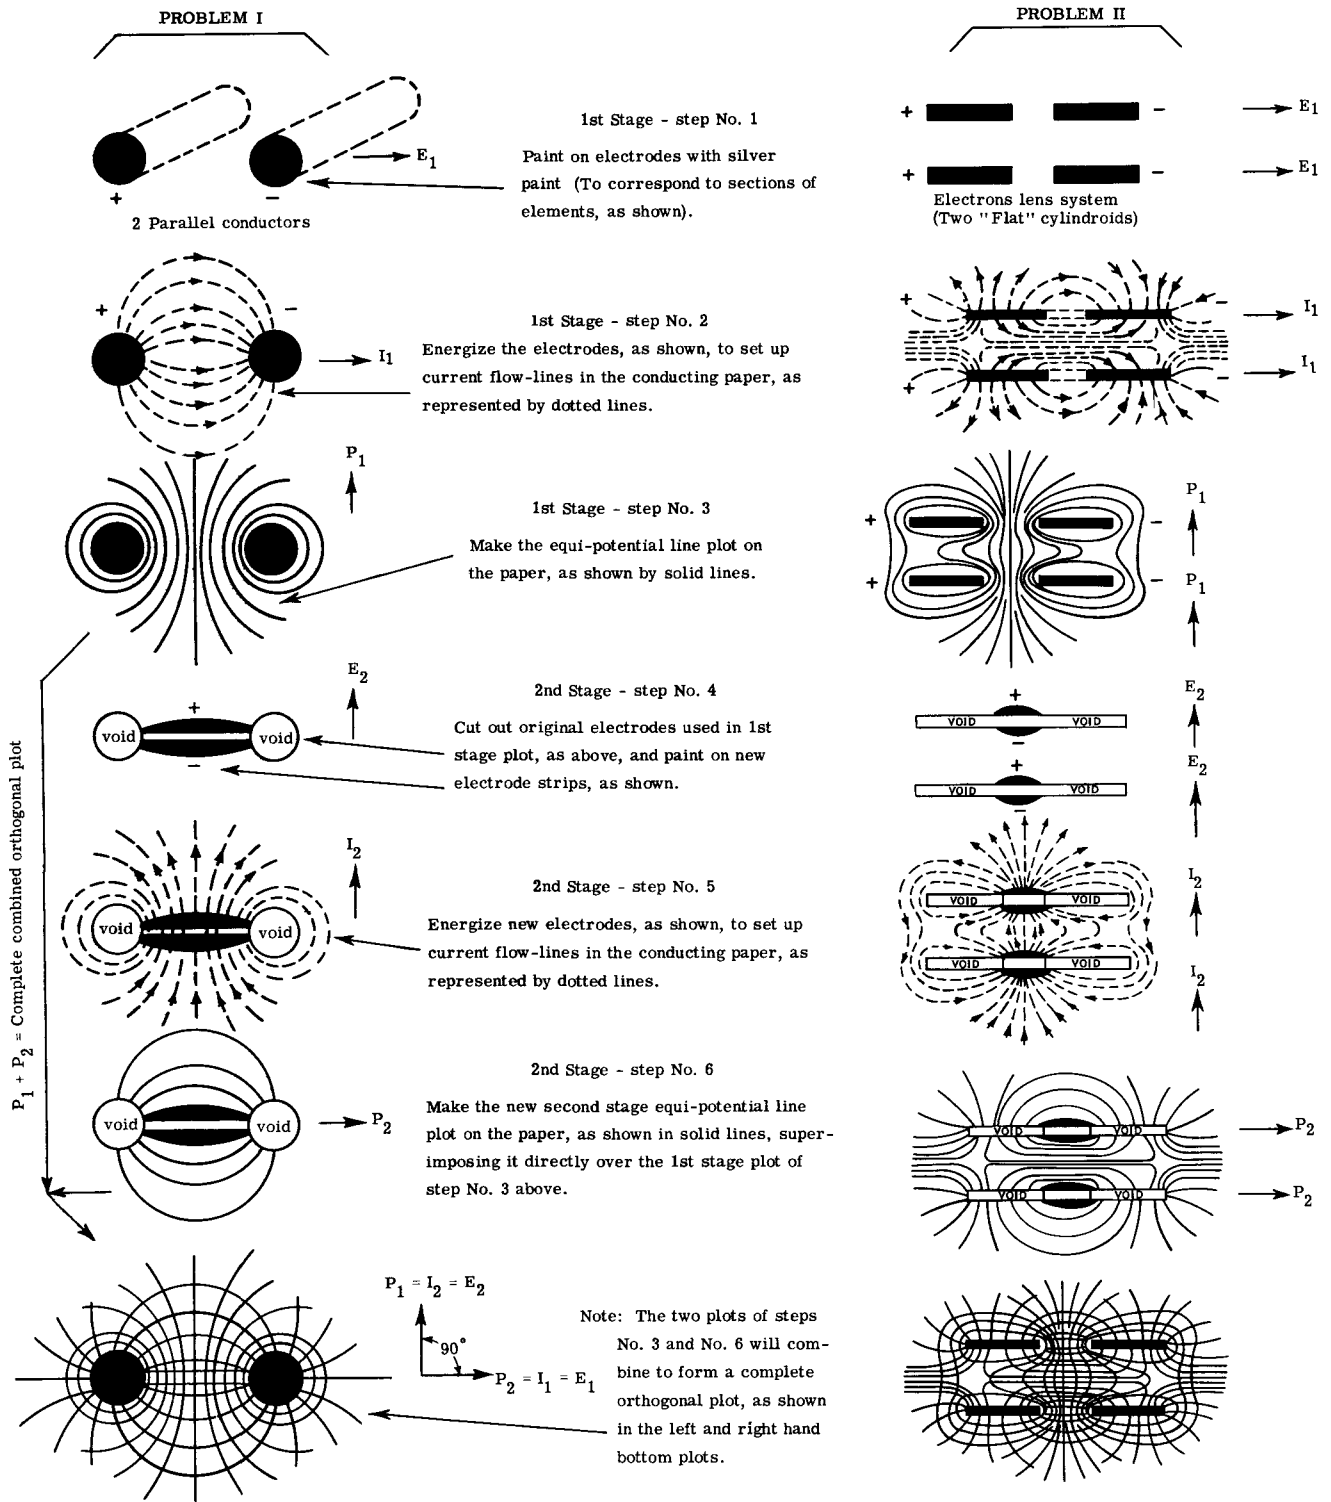 PROBLEM I
PROBLEM II
+
−
E1
2 Parallel conductors
1st Stage - step No. 1
Paint on electrodes with silver
paint (To correspond to sections of
elements, as shown).
+ − E1
+ − E1
Electrons lens system
(Two "Flat" cylindroids)
+ −
I1
1st Stage - step No. 2
Energize the electrodes, as shown, to set up
current flow-lines in the conducting paper, as
represented by dotted lines.
+ − I1
+ − I1
P1
1st Stage - step No. 3
Make the equi-potential line plot on
the paper, as shown by solid lines.
P1
+ −
+ − P1
E2
+
void void
−
2nd Stage - step No. 4
Cut out original electrodes used in 1st
stage plot, as above, and paint on new
electrode strips, as shown.
+ E2
VOID VOID
−
+ E2
VOID VOID
−
I2
void void
2nd Stage - step No. 5
Energize new electrodes, as shown, to set up
current flow-lines in the conducting paper, as
represented by dotted lines.
I2
VOID VOID
VOID VOID
I2
void void
P2
2nd Stage - step No. 6
Make the new second stage equi-potential line
plot on the paper, as shown in solid lines, super-
imposing it directly over the 1st stage plot of
step No. 3 above.
VOID VOID P2
VOID VOID P2
P1 + P2 = Complete combined orthogonal plot
P1 = I2 = E2
90°
P2 = I1 = E1
Note: The two plots of steps
No. 3 and No. 6 will com-
bine to form a complete
orthogonal plot, as shown
in the left and right hand
bottom plots.